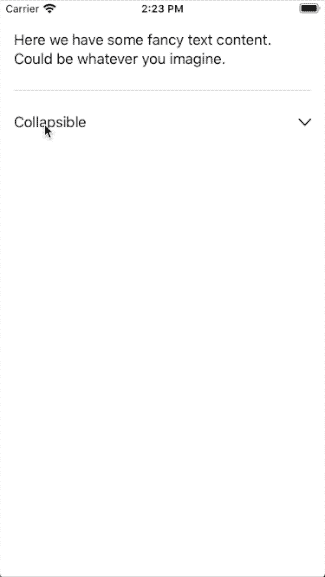 Carrier 2:23 PM
Here we have some fancy text content.
Could be whatever you imagine.
Collapsible